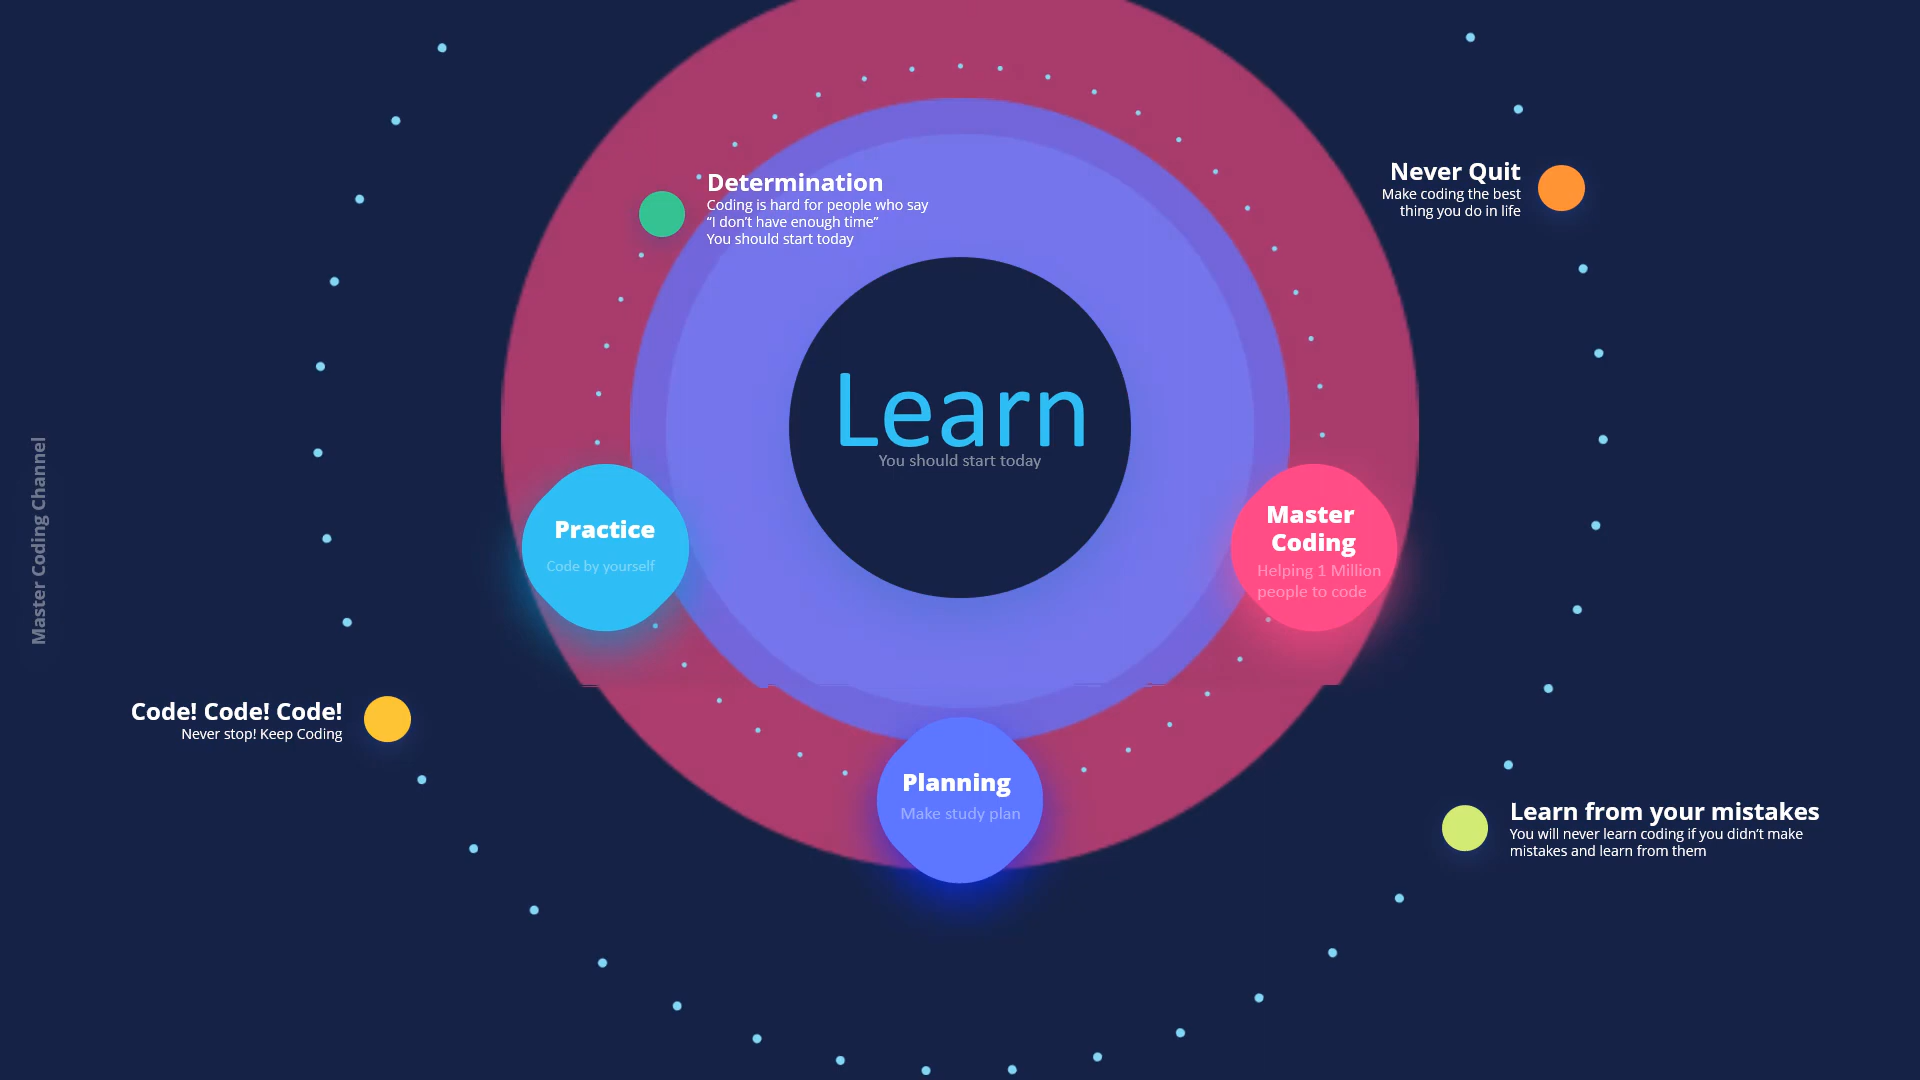 Determination
Coding is hard for people who say
“I don’t have enough time”
You should start today
Never Quit
Make coding the best
thing you do in life
Learn
You should start today
Practice
Code by yourself
Master
Coding
Helping 1 Million
people to code
Master Coding Channel
Code! Code! Code!
Never stop! Keep Coding
Planning
Make study plan
Learn from your mistakes
You will never learn coding if you didn’t make
mistakes and learn from them